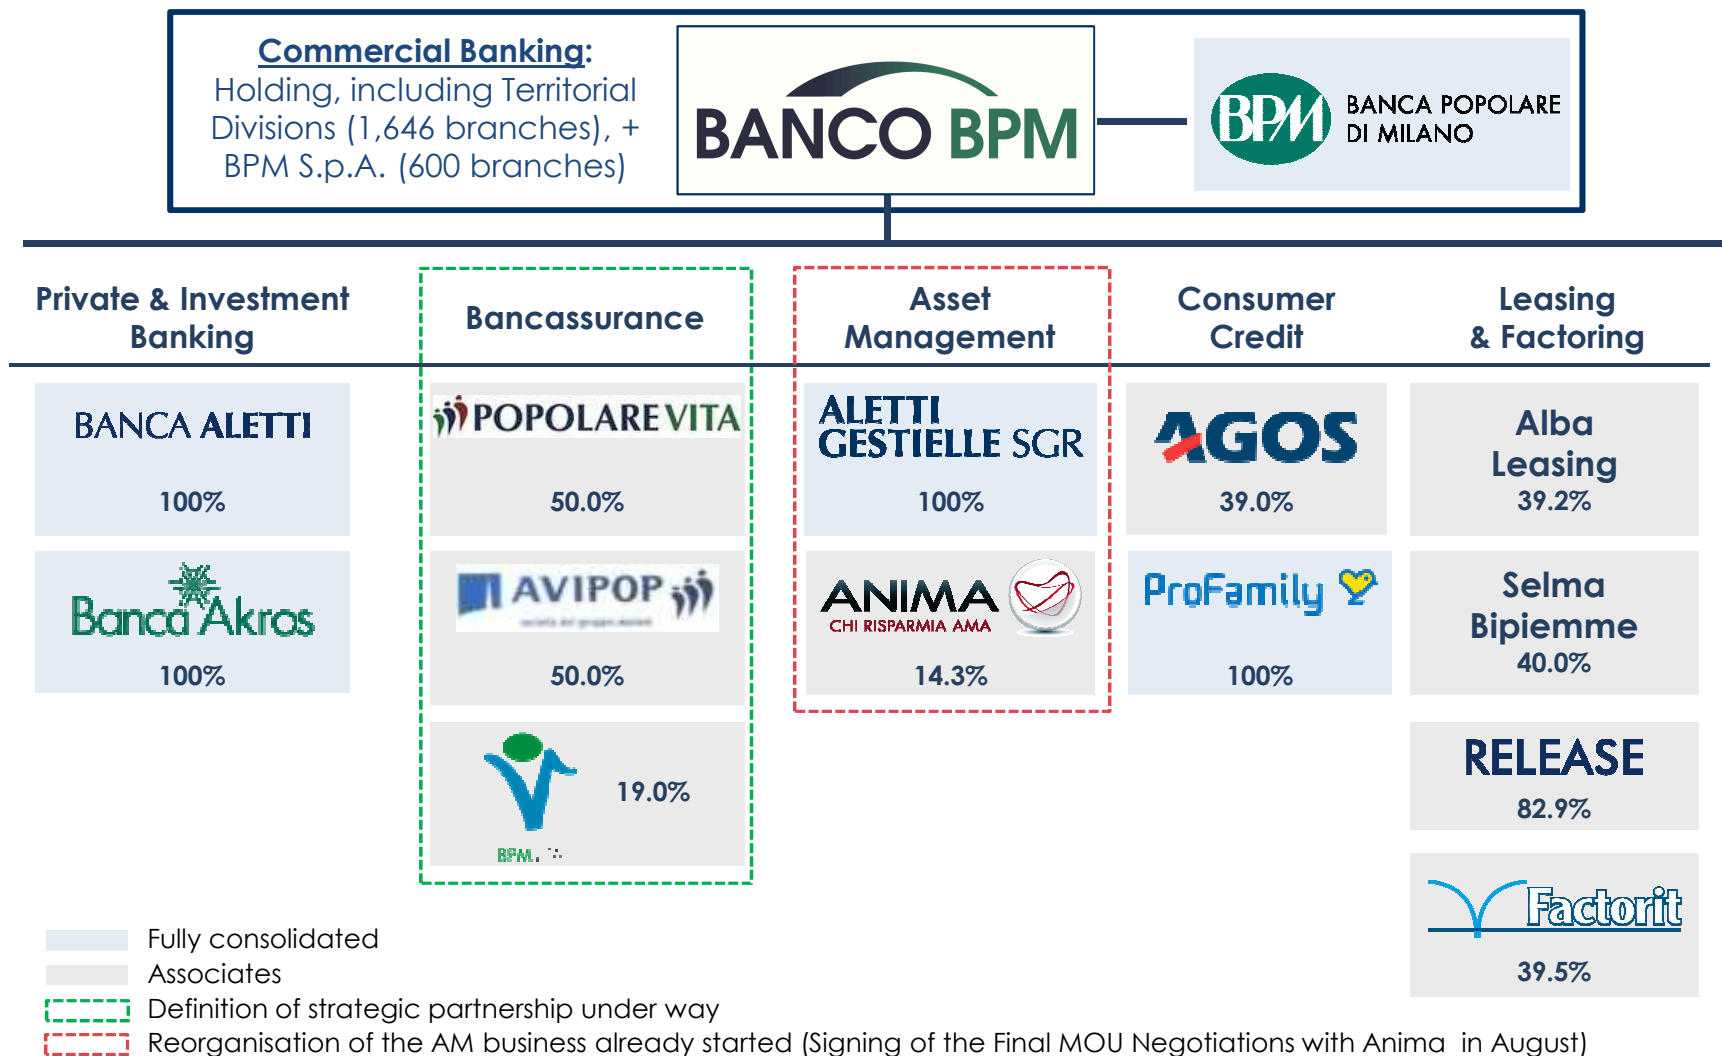 Commercial Banking:
Holding, including Territorial
Divisions (1,646 branches), +
BPM S.p.A. (600 branches)
BANCO BPM
BPM
BANCA POPOLARE
DI MILANO
Private & Investment
Banking
Bancassurance
Asset
Management
Consumer
Credit
Leasing
& Factoring
BANCA ALETTI
100%
POPOLARE VITA
50.0%
ALETTI
GESTIELLE SGR
100%
AGOS
39.0%
Alba
Leasing
39.2%
Banca Akros
100%
AVIPOP
50.0%
ANIMA
CHI RISPARMIA AMA
14.3%
ProFamily
100%
Selma
Bipiemme
40.0%
19.0%
BPM
RELEASE
82.9%
Factorit
39.5%
Fully consolidated
Associates
Definition of strategic partnership under way
Reorganisation of the AM business already started (Signing of the Final MOU Negotiations with Anima in August)